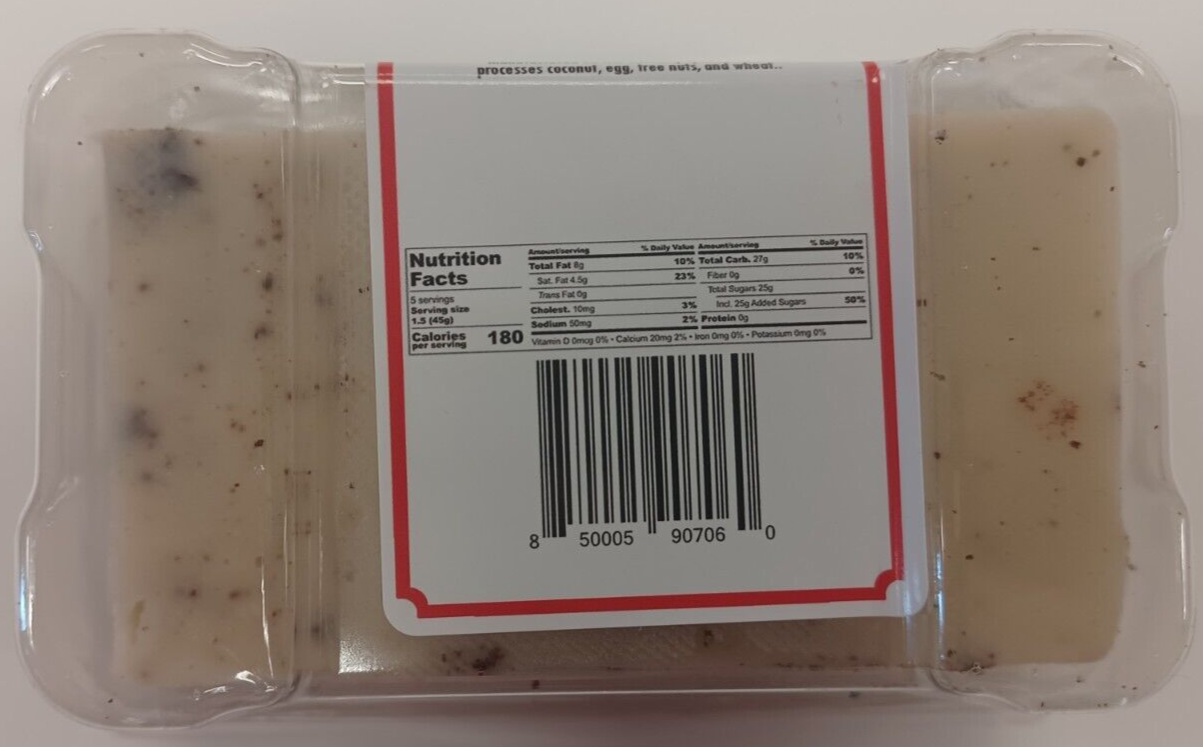 processes coconut, egg, tree nuts, and wheat..
Nutrition
Facts
5 servings
Serving size
1.5 (45g)
Calories
per serving 180
Amount/serving % Daily Value
Total Fat 8g 10%
Sat. Fat 4.5g 23%
Trans Fat 0g
Cholest. 10mg 3%
Sodium 50mg 2%
Amount/serving % Daily Value
Total Carb. 27g 10%
Fiber 0g 0%
Total Sugars 25g
Incl. 25g Added Sugars 50%
Protein 0g
Vitamin D 0mcg 0% • Calcium 20mg 2% • Iron 0mg 0% • Potassium 0mg 0%
8 50005 90706 0